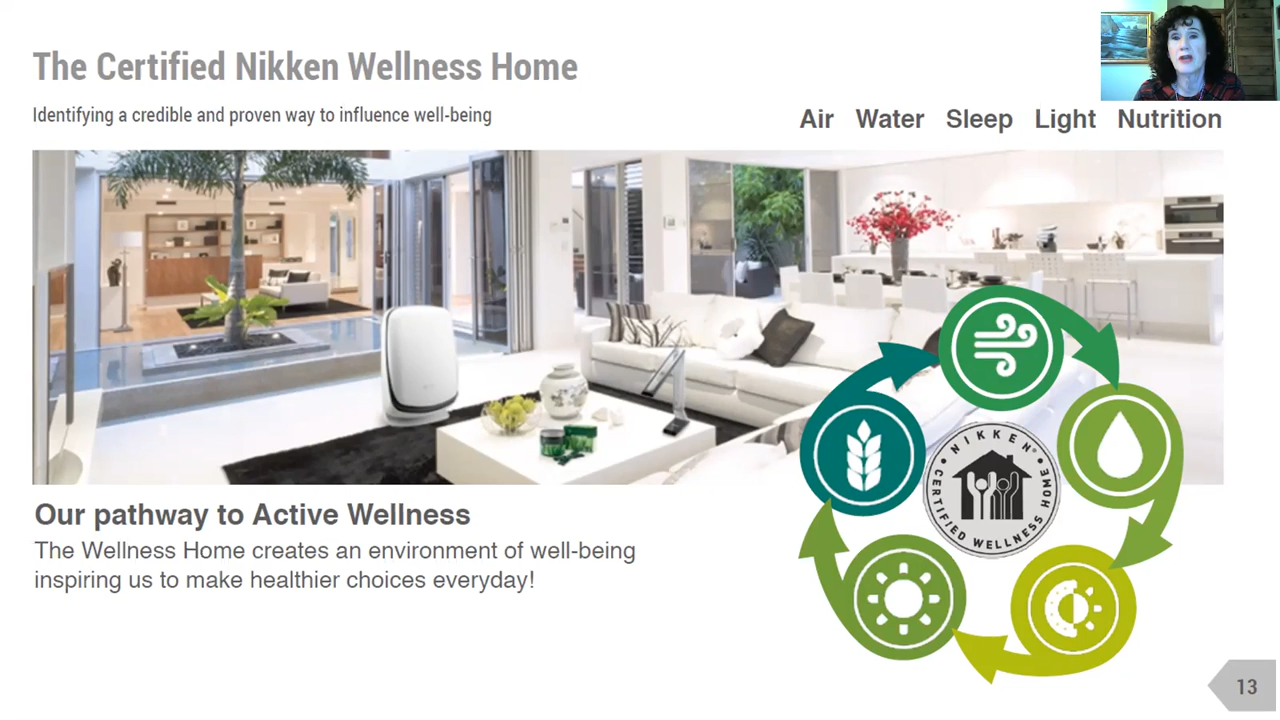 The Certified Nikken Wellness Home
Identifying a credible and proven way to influence well-being
Air Water Sleep Light Nutrition
NIKKEN®
CERTIFIED WELLNESS HOME
Our pathway to Active Wellness
The Wellness Home creates an environment of well-being
inspiring us to make healthier choices everyday!
13